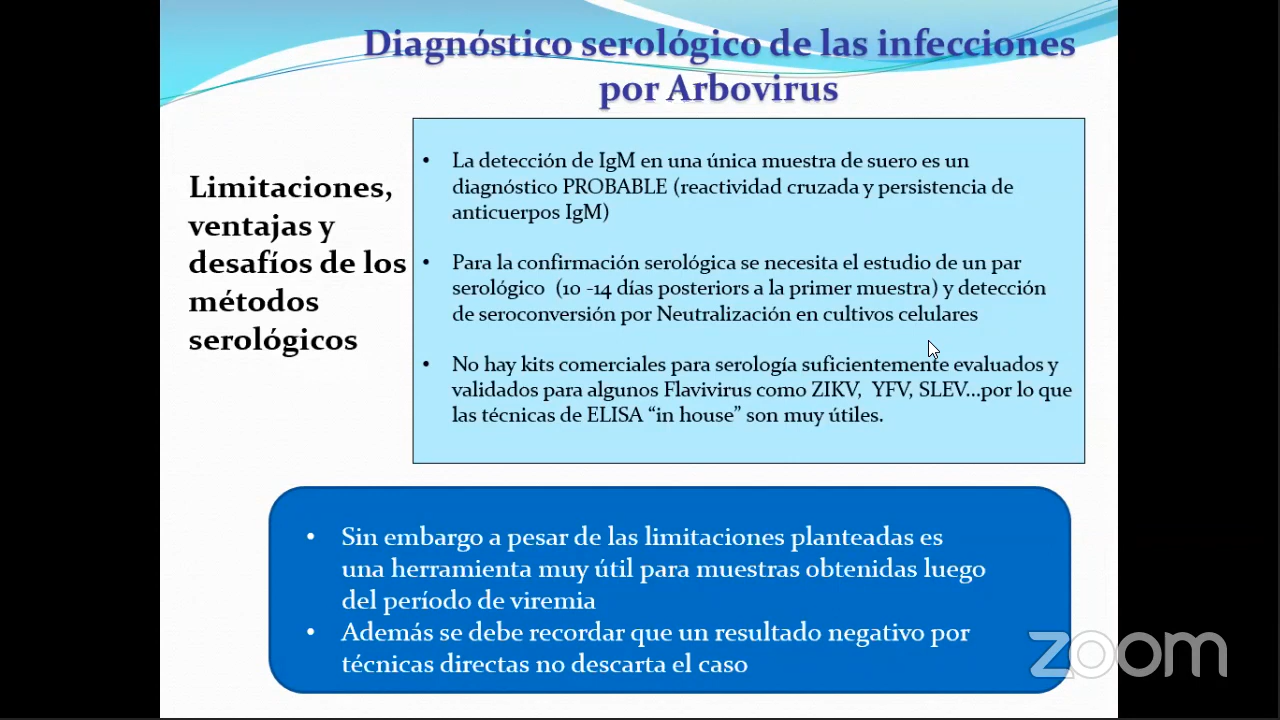 Diagnóstico serológico de las infecciones
por Arbovirus
Limitaciones,
ventajas y
desafíos de los
métodos
serológicos
• La detección de IgM en una única muestra de suero es un
diagnóstico PROBABLE (reactividad cruzada y persistencia de
anticuerpos IgM)
• Para la confirmación serológica se necesita el estudio de un par
serológico (10 -14 días posteriors a la primer muestra) y detección
de seroconversión por Neutralización en cultivos celulares
• No hay kits comerciales para serología suficientemente evaluados y
validados para algunos Flavivirus como ZIKV, YFV, SLEV...por lo que
las técnicas de ELISA “in house” son muy útiles.
• Sin embargo a pesar de las limitaciones planteadas es
una herramienta muy útil para muestras obtenidas luego
del período de viremia
• Además se debe recordar que un resultado negativo por
técnicas directas no descarta el caso
zoom